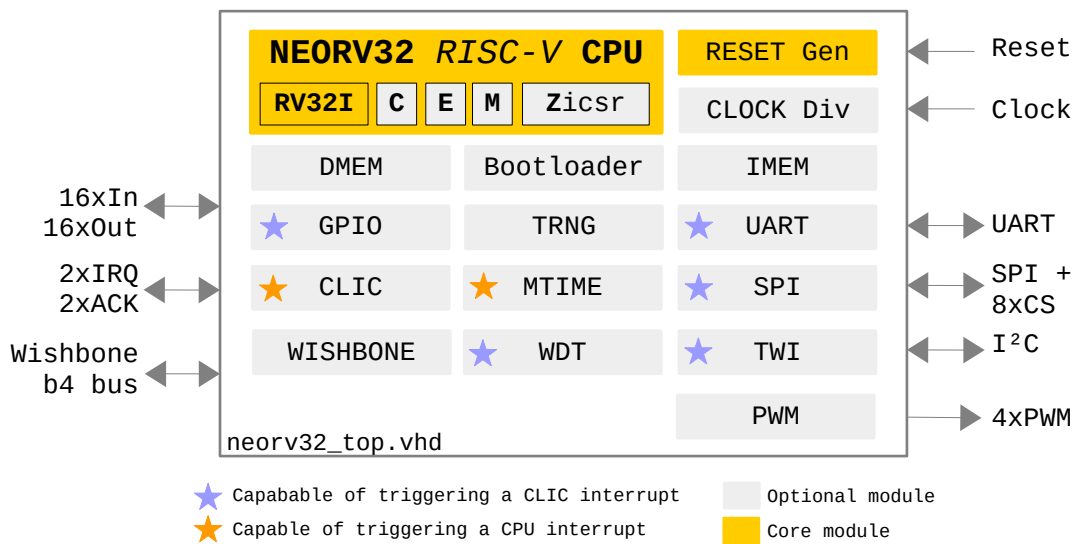 NEORV32 RISC-V CPU
RV32I C E M Zicsr
RESET Gen
CLOCK Div
Reset
Clock
DMEM Bootloader IMEM
16xIn
16xOut
GPIO TRNG UART
UART
2xIRQ
2xACK
CLIC MTIME SPI
SPI +
8xCS
Wishbone
b4 bus
WISHBONE WDT TWI
I²C
PWM
4xPWM
neorv32_top.vhd
Capabable of triggering a CLIC interrupt
Optional module
Capable of triggering a CPU interrupt
Core module